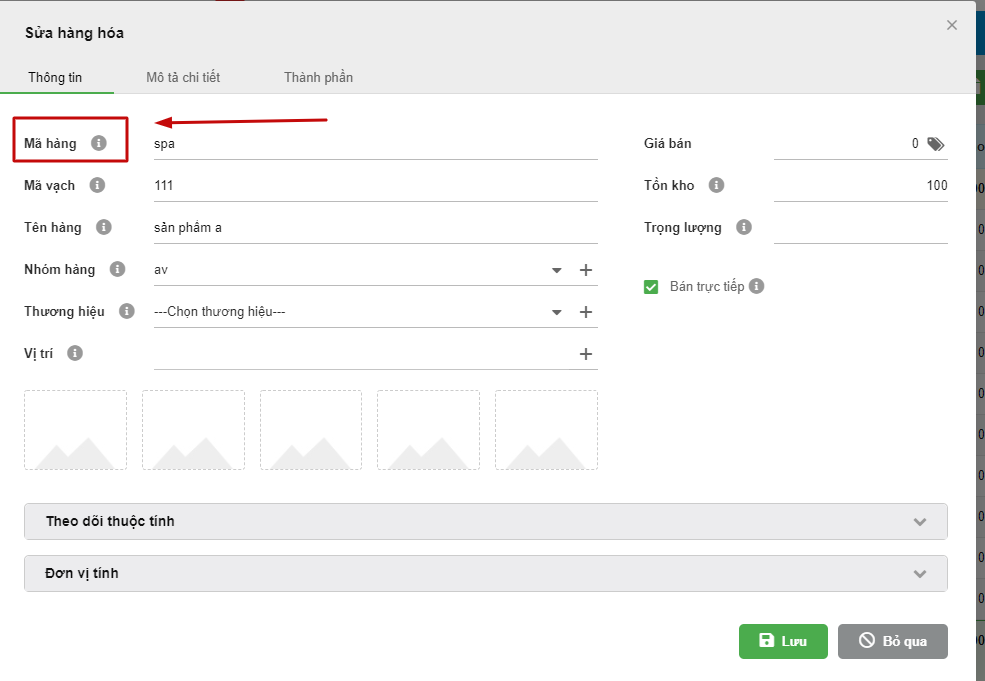 Sửa hàng hóa
Thông tin Mô tả chi tiết Thành phần
Mã hàng spa Giá bán 0
Mã vạch 111 Tồn kho 100
Tên hàng sản phẩm a Trọng lượng
Nhóm hàng av
Bán trực tiếp
Thương hiệu ---Chọn thương hiệu---
Vị trí
Theo dõi thuộc tính
Đơn vị tính
Lưu Bỏ qua